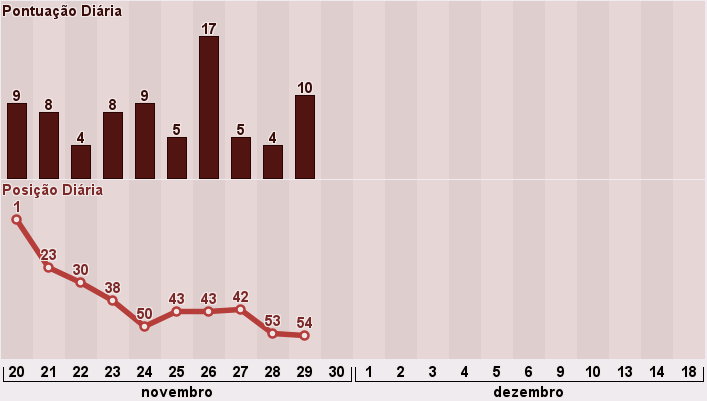 Pontuação Diária
9 8 4 8 9 5 17 5 4 10
Posição Diária
1 23 30 38 50 43 43 42 53 54
20 21 22 23 24 25 26 27 28 29 30 1 2 3 4 5 6 9 10 13 14 18
novembro dezembro